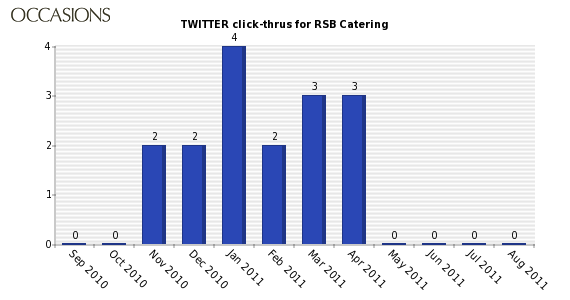 OCCASIONS
TWITTER click-thrus for RSB Catering
4
3
2
1
0
0
0
2
2
4
2
3
3
0
0
0
0
Sep 2010
Oct 2010
Nov 2010
Dec 2010
Jan 2011
Feb 2011
Mar 2011
Apr 2011
May 2011
Jun 2011
Jul 2011
Aug 2011